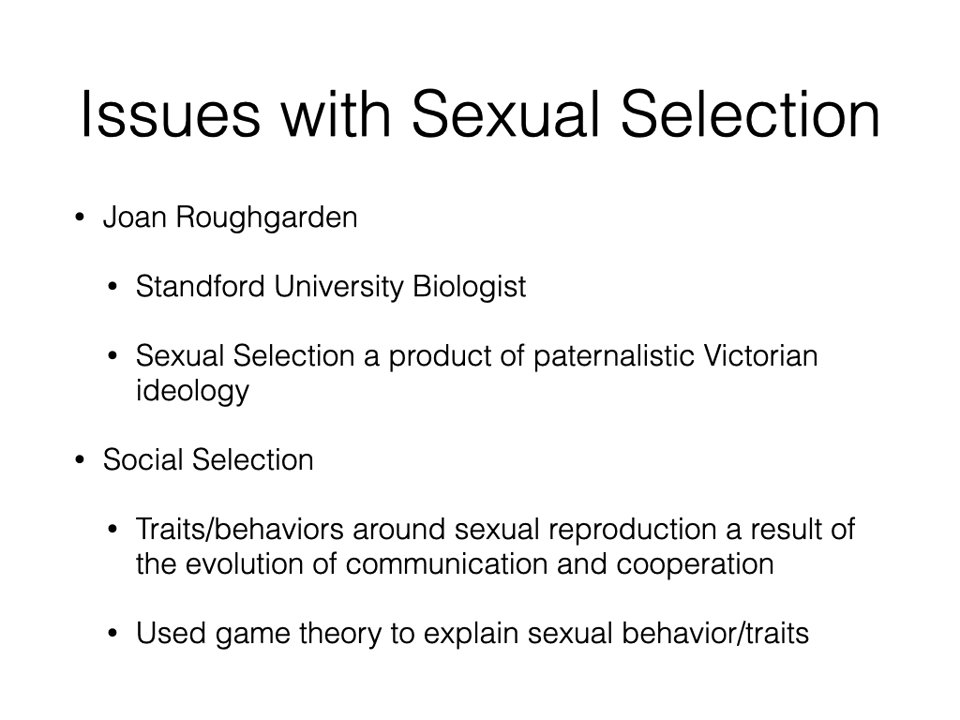 Issues with Sexual Selection
• Joan Roughgarden
• Standford University Biologist
• Sexual Selection a product of paternalistic Victorian
ideology
• Social Selection
• Traits/behaviors around sexual reproduction a result of
the evolution of communication and cooperation
• Used game theory to explain sexual behavior/traits